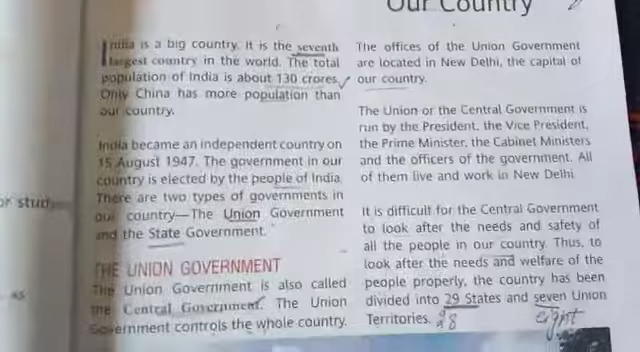 Our Country
India is a big country. It is the seventh
largest country in the world. The total
population of India is about 130 crores.
Only China has more population than
our country.
India became an independent country on
15 August 1947. The government in our
country is elected by the people of India.
There are two types of governments in
our country—The Union Government
and the State Government.
THE UNION GOVERNMENT
The Union Government is also called
the Central Government. The Union
Government controls the whole country.
The offices of the Union Government
are located in New Delhi, the capital of
our country.
The Union or the Central Government is
run by the President, the Vice President,
the Prime Minister, the Cabinet Ministers
and the officers of the government. All
of them live and work in New Delhi.
It is difficult for the Central Government
to look after the needs and safety of
all the people in our country. Thus, to
look after the needs and welfare of the
people properly, the country has been
divided into 29 States and seven Union
Territories. 28 eight